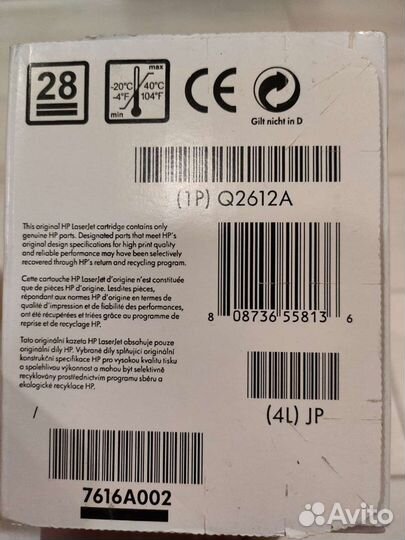 28
max
-20°C 40°C
-4°F 104°F
min
CE
Gilt nicht in D
(1P) Q2612A
This original HP LaserJet cartridge contains only
genuine HP parts. Designated parts that meet HP's
original design specifications for high print quality
and reliable performance may have been selectively
recovered through HP's return and recycling program.
Cette cartouche HP LaserJet d'origine n'est constituée
que de pièces HP d'origine. Lesdites pièces,
répondant aux normes HP d'origine en termes de
qualité d'impression et de fiabilité des performances,
ont été récupérées et triées grâce au programme de
reprise et de recyclage HP.
Tato originální kazeta HP LaserJet obsahuje pouze
originální díly HP. Vybrané díly splňující originální
konstrukční specifikace HP pro vysokou kvalitu tisku
a spolehlivou výkonnost a mohou být selektivně
recyklovány prostřednictvím programu sběru a
ekologické recyklace HP.
8 08736 55813 6
(4L) JP
/
7616A002
Avito